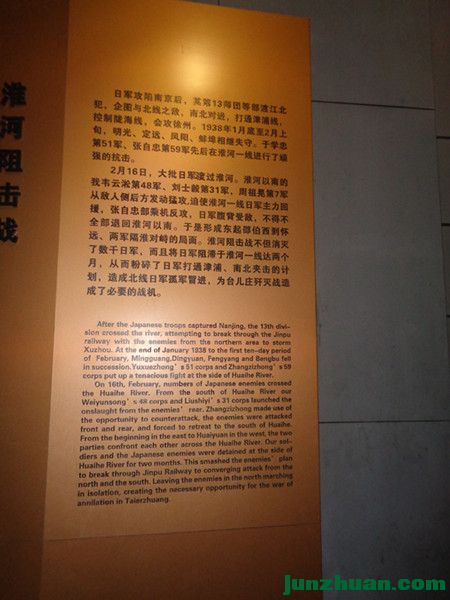 淮河阻击战
日军攻陷南京后，其第13师团等部渡江北
犯，企图与北线之敌，南北对进，打通津浦线，
控制陇海线，会攻徐州。1938年1月底至2月上
旬，明光、定远、凤阳、蚌埠相继失守。于学忠
第51军、张自忠第59军先后在淮河一线进行了顽
强的抗击。
2月16日，大批日军渡过淮河。淮河以南的
我韦云淞第48军、刘士毅第31军、周祖晃第7军
从敌人侧后方发动猛攻，迫使淮河一线日军主力回
援，张自忠部乘机反攻，日军腹背受敌，不得不
全部退回淮河以南。于是形成东起邵伯西到怀
远、两军隔淮对峙的局面。淮河阻击战不但消灭
了数千日军，而且将日军阻滞于淮河一线达两个
月，从而粉碎了日军打通津浦、南北夹击的计
划，造成北线日军孤军冒进，为台儿庄歼灭战造
成了必要的战机。
After the Japanese troops captured Nanjing, the 13th divi-
sion crossed the river, attempting to break through the Jinpu
railway with the enemies from the northern area to storm
Xuzhou. At the end of January 1938 to the first ten-day period
of February, Mingguang,Dingyuan, Fengyang and Bengbu fell
in succession.Yuxuezhong's 51 corps and Zhangzizhong's 59
corps put up a tenacious fight at the side of Huaihe River.
On 16th, February, numbers of Japanese enemies crossed
the Huaihe River. From the south of Huaihe River our
Weiyunsong's 48 corps and Liushiyi's 31 corps launched the
onslaught from the enemies' rear. Zhangzizhong made use of
the opportunity to counterattack, the enemies were attacked
front and rear, and forced to retreat to the south of Huaihe.
From the beginning in the east to Huaiyuan in the west, the two
parties confront each other across the Huaihe River. Our sol-
diers and the Japanese enemies were detained at the side of
Huaihe River for two months. This smashed the enemies' plan
to break through Jinpu Railway to converging attack from the
north and the south. Leaving the enemies in the north marching
in isolation, creating the necessary opportunity for the war of
annilation in Taierzhuang.
junzhuan.com